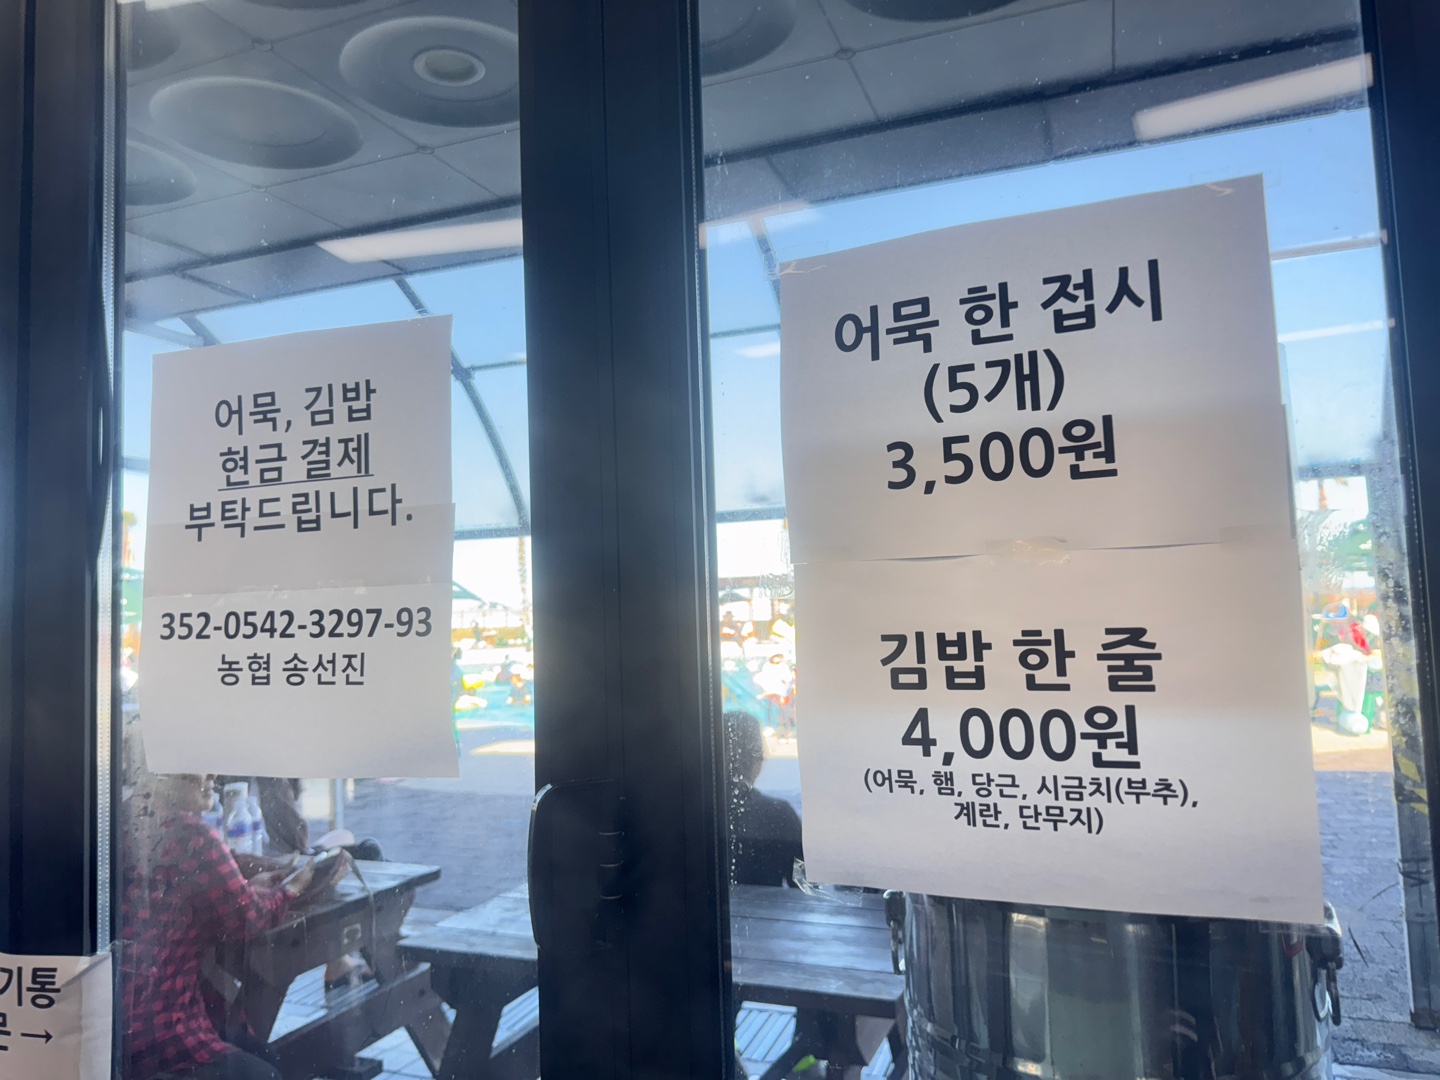 어묵, 김밥
현금 결제
부탁드립니다.
352-0542-3297-93
농협 송선진
어묵 한 접시
(5개)
3,500원
김밥 한 줄
4,000원
(어묵, 햄, 당근, 시금치(부추),
계란, 단무지)
기통
→